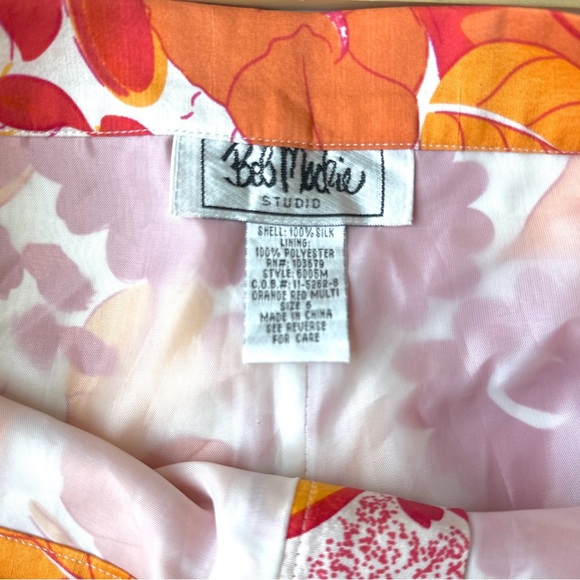 Bob Mackie
STUDIO
SHELL: 100% SILK
LINING:
100% POLYESTER
RN#: 103579
STYLE: 6005M
C.O.B.#: 11-5262-8
ORANGE RED MULTI
SIZE 6
MADE IN CHINA
SEE REVERSE
FOR CARE